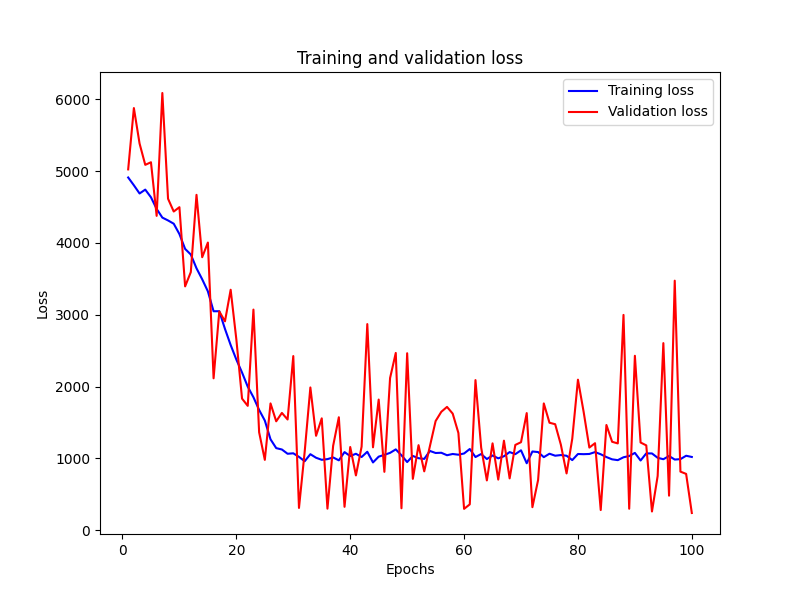 Training and validation loss
Training loss
Validation loss
6000
5000
4000
3000
2000
1000
0
Loss
0 20 40 60 80 100
Epochs